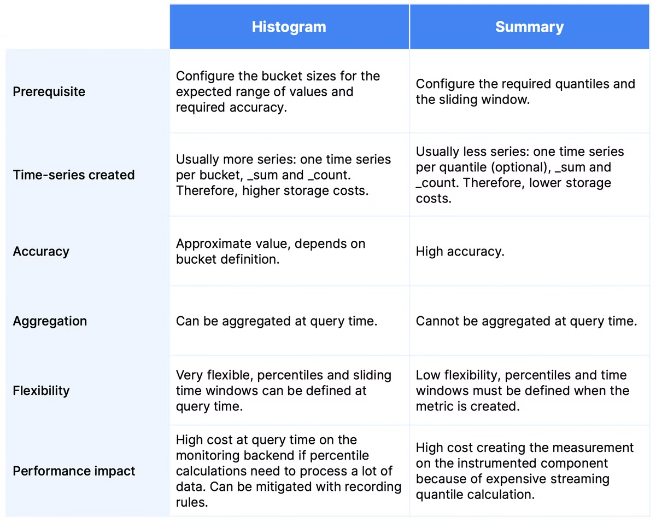 Histogram
Summary
Prerequisite
Configure the bucket sizes for the
expected range of values and
required accuracy.
Configure the required quantiles and
the sliding window.
Time-series created
Usually more series: one time series
per bucket, _sum and _count.
Therefore, higher storage costs.
Usually less series: one time series
per quantile (optional), _sum and
_count. Therefore, lower storage
costs.
Accuracy
Approximate value, depends on
bucket definition.
High accuracy.
Aggregation
Can be aggregated at query time.
Cannot be aggregated at query time.
Flexibility
Very flexible, percentiles and sliding
time windows can be defined at
query time.
Low flexibility, percentiles and time
windows must be defined when the
metric is created.
Performance impact
High cost at query time on the
monitoring backend if percentile
calculations need to process a lot of
data. Can be mitigated with recording
rules.
High cost creating the measurement
on the instrumented component
because of expensive streaming
quantile calculation.